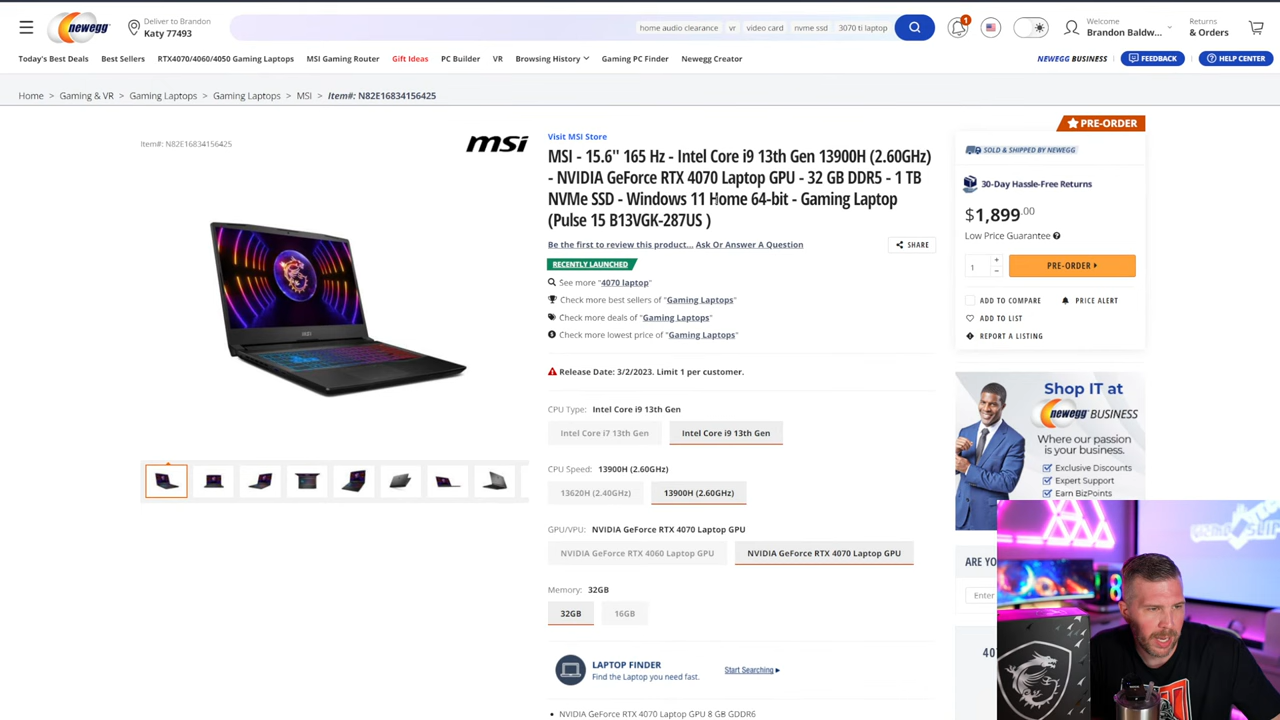 newegg
Deliver to Brandon
Katy 77493
home audio clearance
vr
video card
nvme ssd
3070 ti laptop
1
Welcome
Brandon Baldw...
Returns
& Orders
Today's Best Deals
Best Sellers
RTX4070/4060/4050 Gaming Laptops
MSI Gaming Router
Gift Ideas
PC Builder
VR
Browsing History
Gaming PC Finder
Newegg Creator
NEWEGG BUSINESS
FEEDBACK
HELP CENTER
Home > Gaming & VR > Gaming Laptops > Gaming Laptops > MSI > Item#: N82E16834156425
Item#: N82E16834156425
msi
Visit MSI Store
MSI - 15.6" 165 Hz - Intel Core i9 13th Gen 13900H (2.60GHz)
- NVIDIA GeForce RTX 4070 Laptop GPU - 32 GB DDR5 - 1 TB
NVMe SSD - Windows 11 Home 64-bit - Gaming Laptop
(Pulse 15 B13VGK-287US )
Be the first to review this product...
Ask Or Answer A Question
SHARE
RECENTLY LAUNCHED
See more "4070 laptop"
Check more best sellers of "Gaming Laptops"
Check more deals of "Gaming Laptops"
Check more lowest price of "Gaming Laptops"
Release Date: 3/2/2023. Limit 1 per customer.
CPU Type: Intel Core i9 13th Gen
Intel Core i7 13th Gen
Intel Core i9 13th Gen
CPU Speed: 13900H (2.60GHz)
13620H (2.40GHz)
13900H (2.60GHz)
GPU/VPU: NVIDIA GeForce RTX 4070 Laptop GPU
NVIDIA GeForce RTX 4060 Laptop GPU
NVIDIA GeForce RTX 4070 Laptop GPU
Memory: 32GB
32GB
16GB
LAPTOP FINDER
Find the Laptop you need fast.
Start Searching
• NVIDIA GeForce RTX 4070 Laptop GPU 8 GB GDDR6
PRE-ORDER
SOLD & SHIPPED BY NEWEGG
30-Day Hassle-Free Returns
$1,899.00
Low Price Guarantee
1
PRE-ORDER
ADD TO COMPARE
PRICE ALERT
ADD TO LIST
REPORT A LISTING
Shop IT at
newegg BUSINESS
Where our passion
is your business.
Exclusive Discounts
Expert Support
Earn BizPoints
ARE YO
Enter